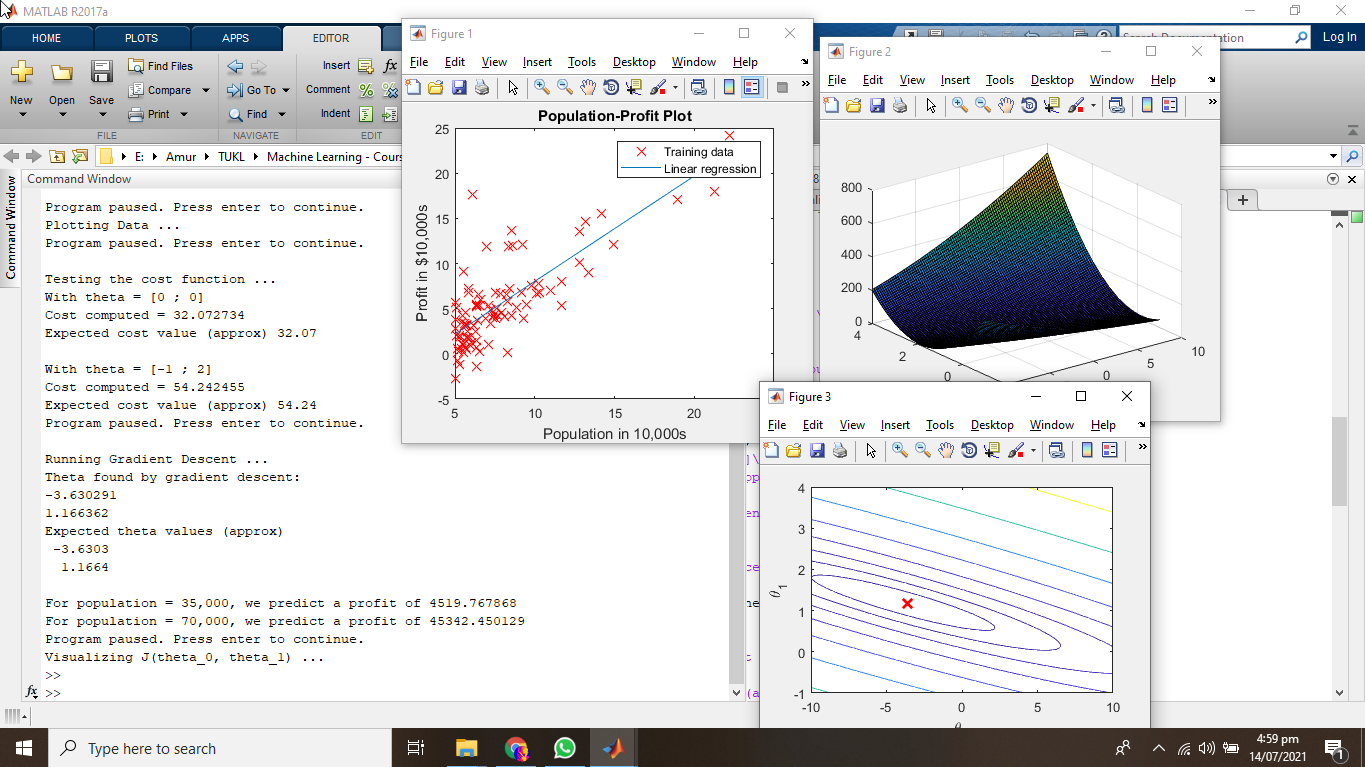 MATLAB R2017a
HOME
PLOTS
APPS
EDITOR
Search Documentation
Log In
New
Open
Save
Find Files
Compare
Print
FILE
Go To
Find
NAVIGATE
Insert
fx
Comment
Indent
EDIT
E: Amur TUKL Machine Learning - Cours
Command Window
Command Window
Program paused. Press enter to continue.
Plotting Data ...
Program paused. Press enter to continue.
Testing the cost function ...
With theta = [0 ; 0]
Cost computed = 32.072734
Expected cost value (approx) 32.07
With theta = [-1 ; 2]
Cost computed = 54.242455
Expected cost value (approx) 54.24
Program paused. Press enter to continue.
Running Gradient Descent ...
Theta found by gradient descent:
-3.630291
1.166362
Expected theta values (approx)
-3.6303
1.1664
For population = 35,000, we predict a profit of 4519.767868
For population = 70,000, we predict a profit of 45342.450129
Program paused. Press enter to continue.
Visualizing J(theta_0, theta_1) ...
>>
fx >>
Figure 1
File Edit View Insert Tools Desktop Window Help
Population-Profit Plot
Training data
Linear regression
Profit in $10,000s
25
20
15
10
5
0
-5
5 10 15 20
Population in 10,000s
Figure 2
File Edit View Insert Tools Desktop Window Help
800
600
400
200
0
4
2
0
0
5
10
Figure 3
File Edit View Insert Tools Desktop Window Help
4
3
2
1
0
-1
θ1
-10 -5 0 5 10
Type here to search
4:59 pm
14/07/2021
1